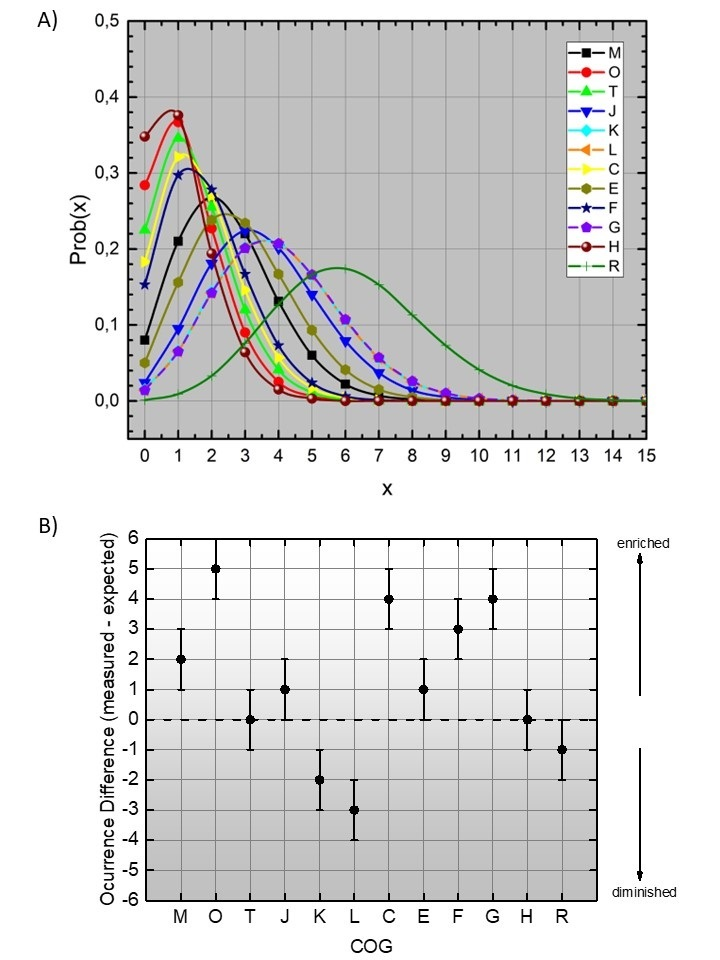 A)
0,5
0,4
0,3
0,2
0,1
0,0
Prob(x)
M
O
T
J
K
L
C
E
F
G
H
R
0 1 2 3 4 5 6 7 8 9 10 11 12 13 14 15
x
B)
Ocurrence Difference (measured - expected)
6
5
4
3
2
1
0
-1
-2
-3
-4
-5
-6
enriched
diminished
M O T J K L C E F G H R
COG